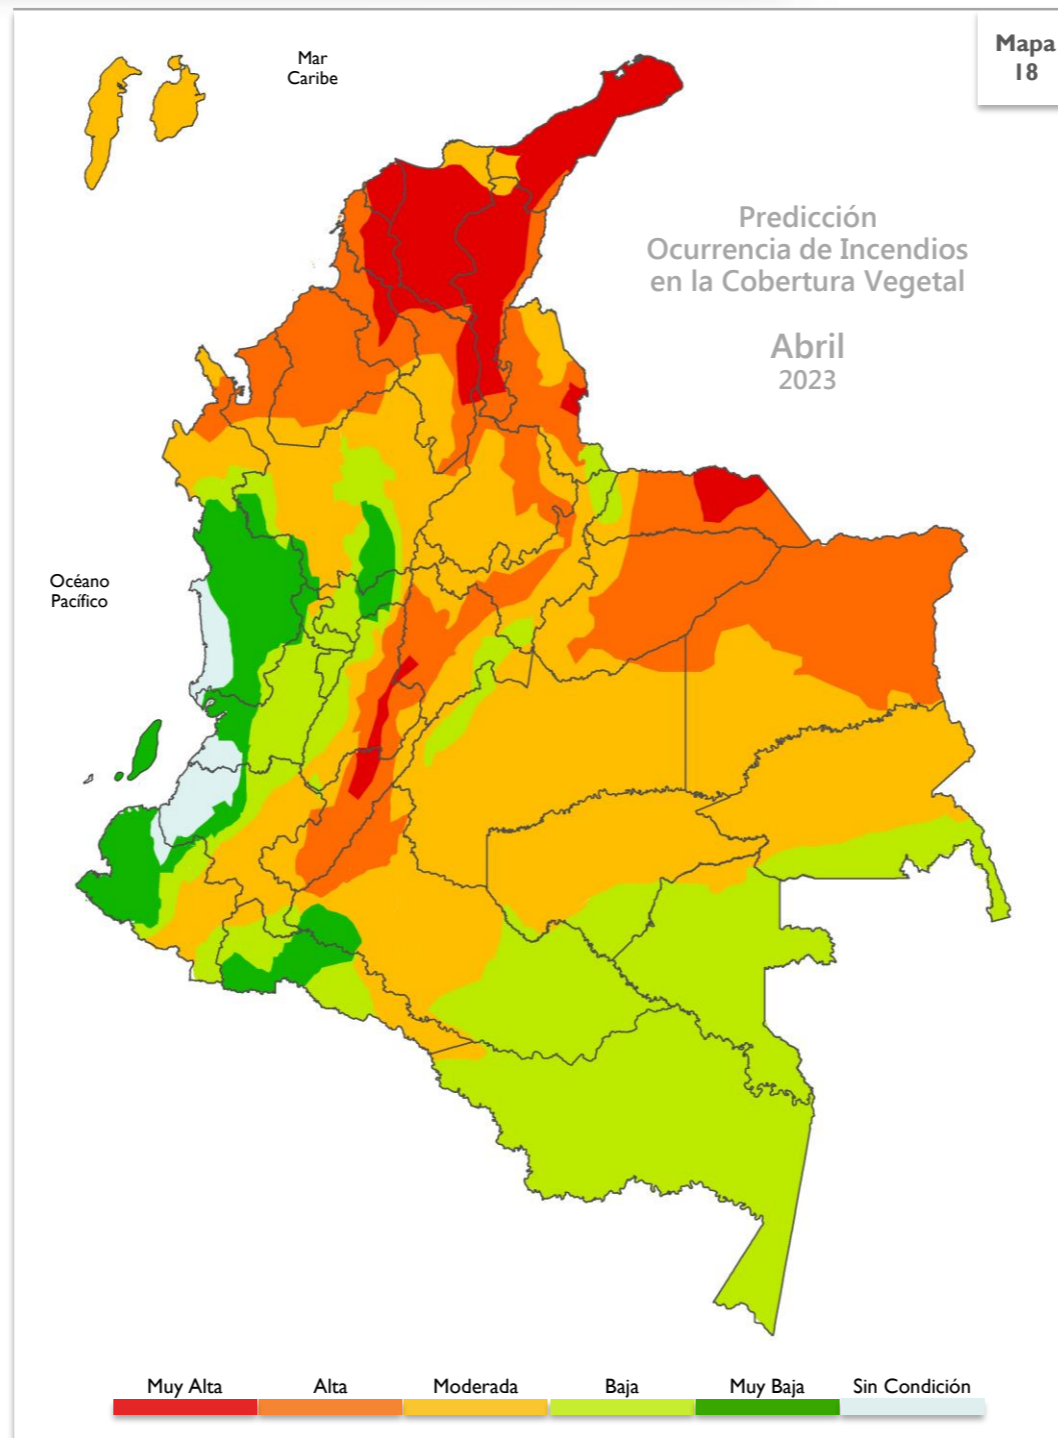 Mapa
18
Mar
Caribe
Predicción
Ocurrencia de Incendios
en la Cobertura Vegetal
Abril
2023
Océano
Pacífico
Muy Alta
Alta
Moderada
Baja
Muy Baja
Sin Condición